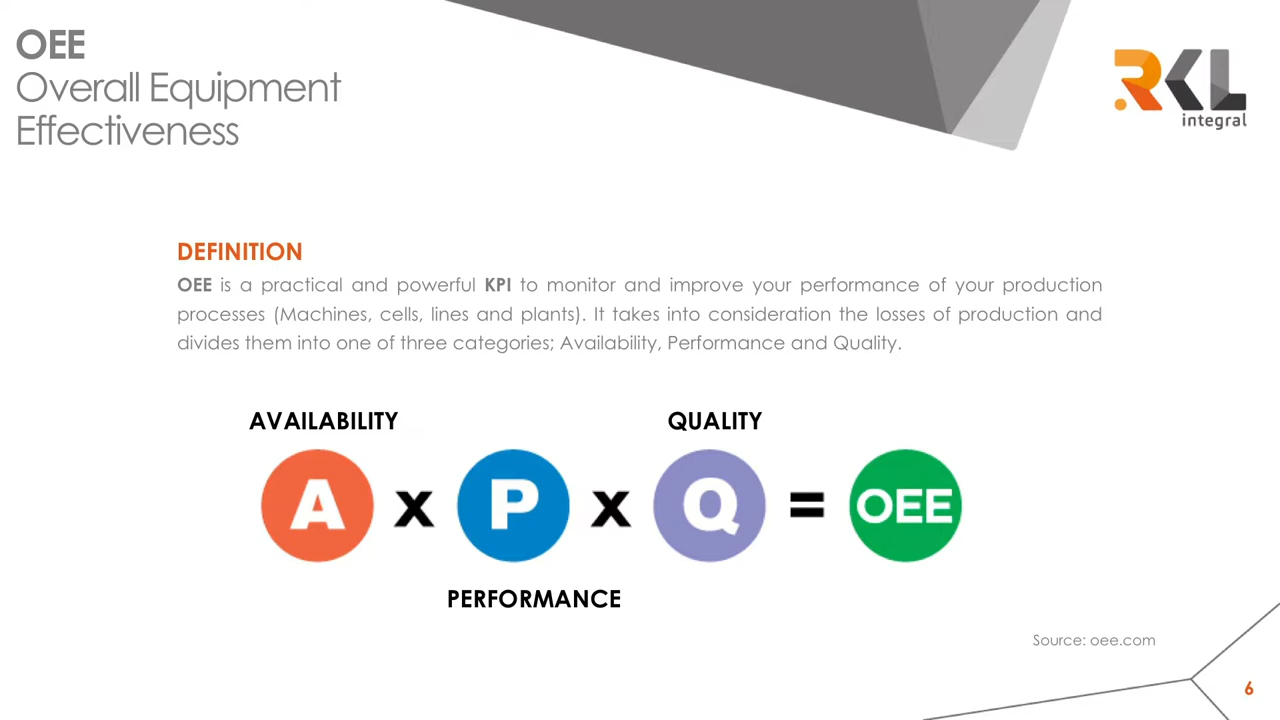 OEE
Overall Equipment
Effectiveness
RKL
integral
DEFINITION
OEE is a practical and powerful KPI to monitor and improve your performance of your production
processes (Machines, cells, lines and plants). It takes into consideration the losses of production and
divides them into one of three categories; Availability, Performance and Quality.
AVAILABILITY
QUALITY
A x P x Q = OEE
PERFORMANCE
Source: oee.com
6